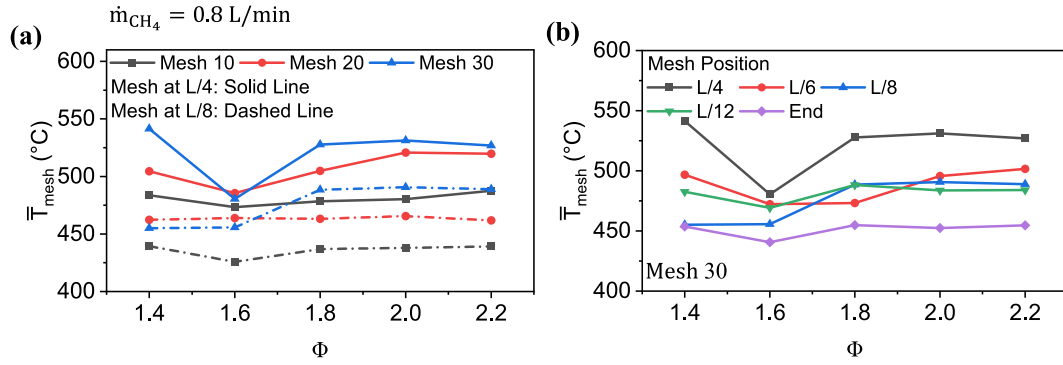 ṁCH₄ = 0.8 L/min
(a)
600
550
500
450
400
T̿mesh (°C)
Mesh 10 Mesh 20 Mesh 30
Mesh at L/4: Solid Line
Mesh at L/8: Dashed Line
1.4 1.6 1.8 2.0 2.2
Φ
(b)
600
550
500
450
400
T̿mesh (°C)
Mesh Position
L/4 L/6 L/8
L/12 End
Mesh 30
1.4 1.6 1.8 2.0 2.2
Φ